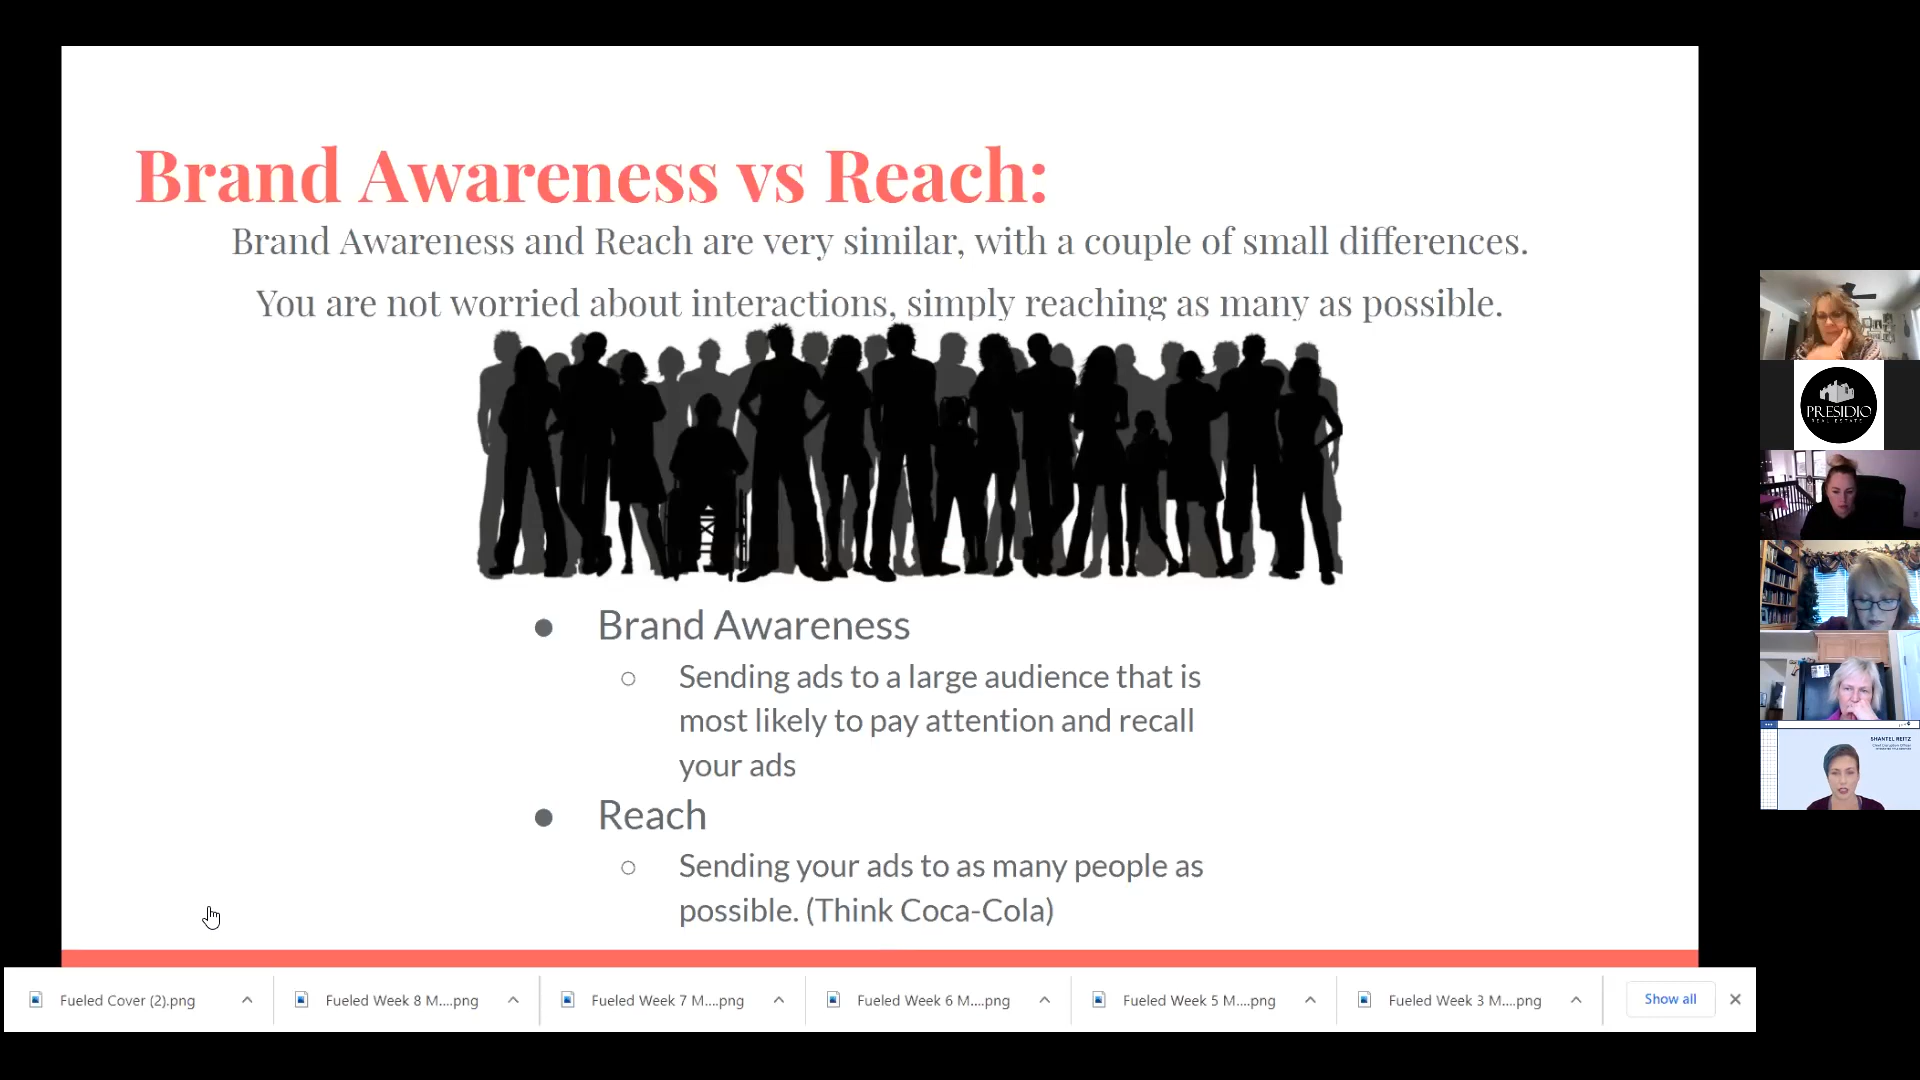 Brand Awareness vs Reach:
Brand Awareness and Reach are very similar, with a couple of small differences.
You are not worried about interactions, simply reaching as many as possible.
● Brand Awareness
○ Sending ads to a large audience that is
most likely to pay attention and recall
your ads
● Reach
○ Sending your ads to as many people as
possible. (Think Coca-Cola)
PRESIDIO
REAL ESTATE
SHANTEL REITZ
Fueled Cover (2).png
Fueled Week 8 M....png
Fueled Week 7 M....png
Fueled Week 6 M....png
Fueled Week 5 M....png
Fueled Week 3 M....png
Show all